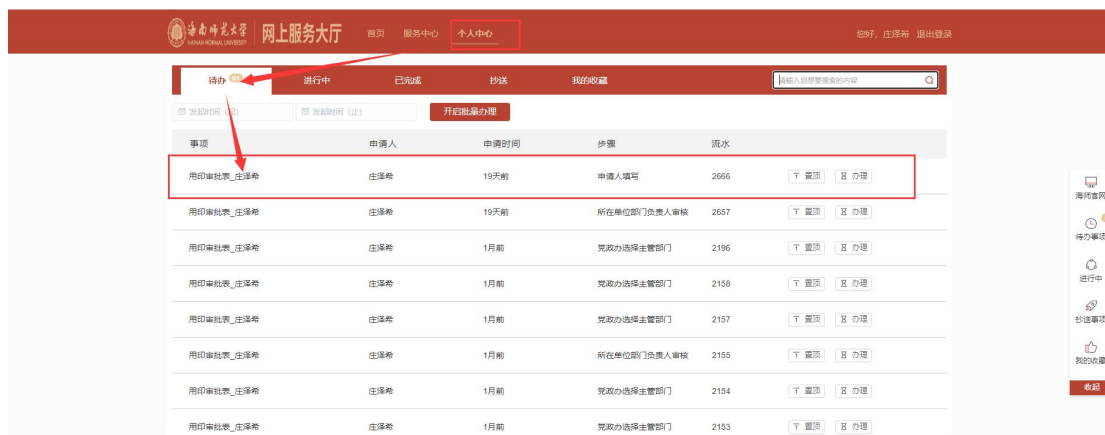 海南师范大学 网上服务大厅 首页 服务中心 个人中心 您好，庄泽希 退出登录
HAINAN NORMAL UNIVERSITY
待办 进行中 已完成 抄送 我的收藏 请输入您想要搜索的内容
发起时间（起） 发起时间（止） 开启批量办理
事项 申请人 申请时间 步骤 流水
用印审批表_庄泽希 庄泽希 19天前 申请人填写 2666 置顶 办理
用印审批表_庄泽希 庄泽希 19天前 所在单位部门负责人审核 2657 置顶 办理
用印审批表_庄泽希 庄泽希 1月前 党政办选择主管部门 2196 置顶 办理
用印审批表_庄泽希 庄泽希 1月前 党政办选择主管部门 2158 置顶 办理
用印审批表_庄泽希 庄泽希 1月前 党政办选择主管部门 2157 置顶 办理
用印审批表_庄泽希 庄泽希 1月前 所在单位部门负责人审核 2155 置顶 办理
用印审批表_庄泽希 庄泽希 1月前 党政办选择主管部门 2154 置顶 办理
用印审批表_庄泽希 庄泽希 1月前 党政办选择主管部门 2153 置顶 办理
海师官网
待办事项
进行中
抄送事项
我的收藏
收起